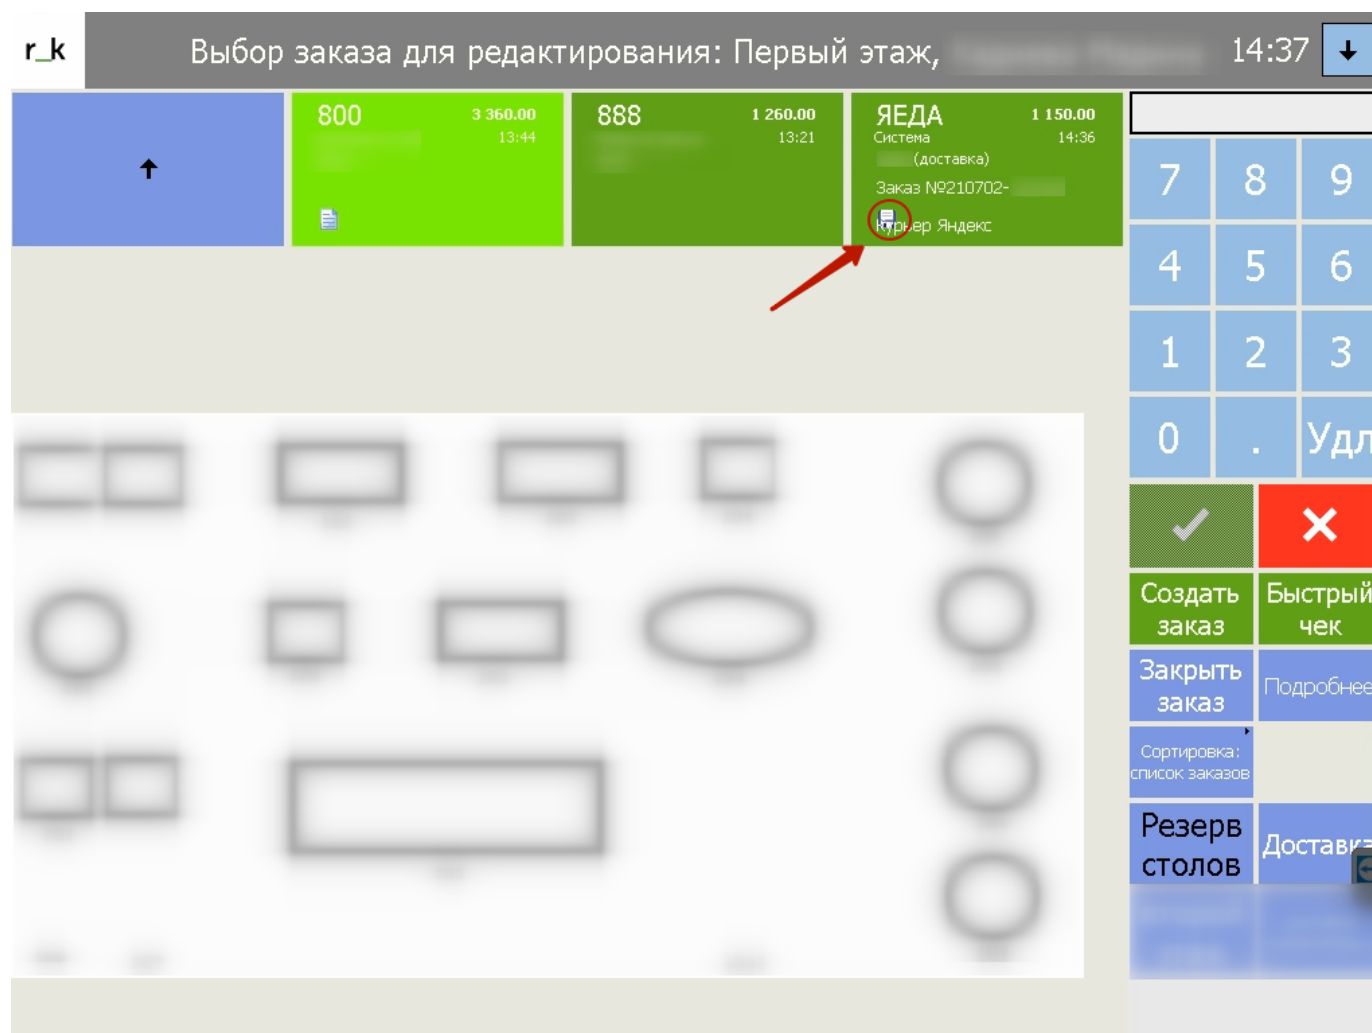 r_k
Выбор заказа для редактирования: Первый этаж,
14:37
800
3 360.00
13:44
888
1 260.00
13:21
ЯЕДА
1 150.00
Система
14:36
(доставка)
Заказ №210702-
Курьер Яндекс
7 8 9
4 5 6
1 2 3
0 . Удл
Создать
заказ
Быстрый
чек
Закрыть
заказ
Подробнее
Сортировка:
список заказов
Резерв
столов
Доставка